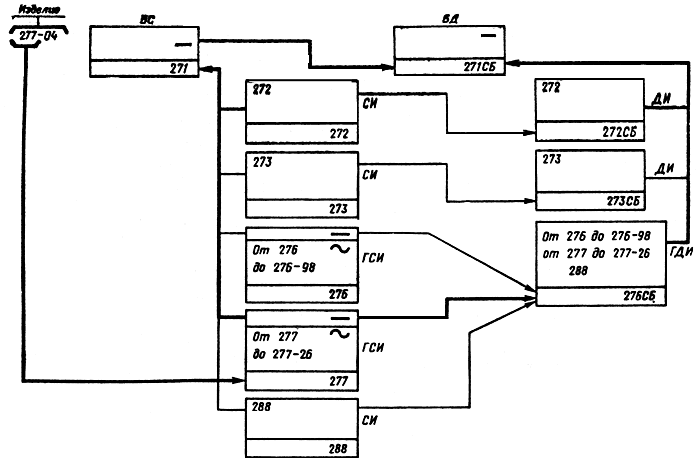 Изделие
277-04
ВС
271
ВД
271СБ
272
272
СИ
272
272СБ
ДИ
273
273
СИ
273
273СБ
ДИ
От 276
до 276-98
276
ГСИ
От 276 до 276-98
от 277 до 277-26
288
276СБ
ГДИ
От 277
до 277-26
277
ГСИ
288
288
СИ